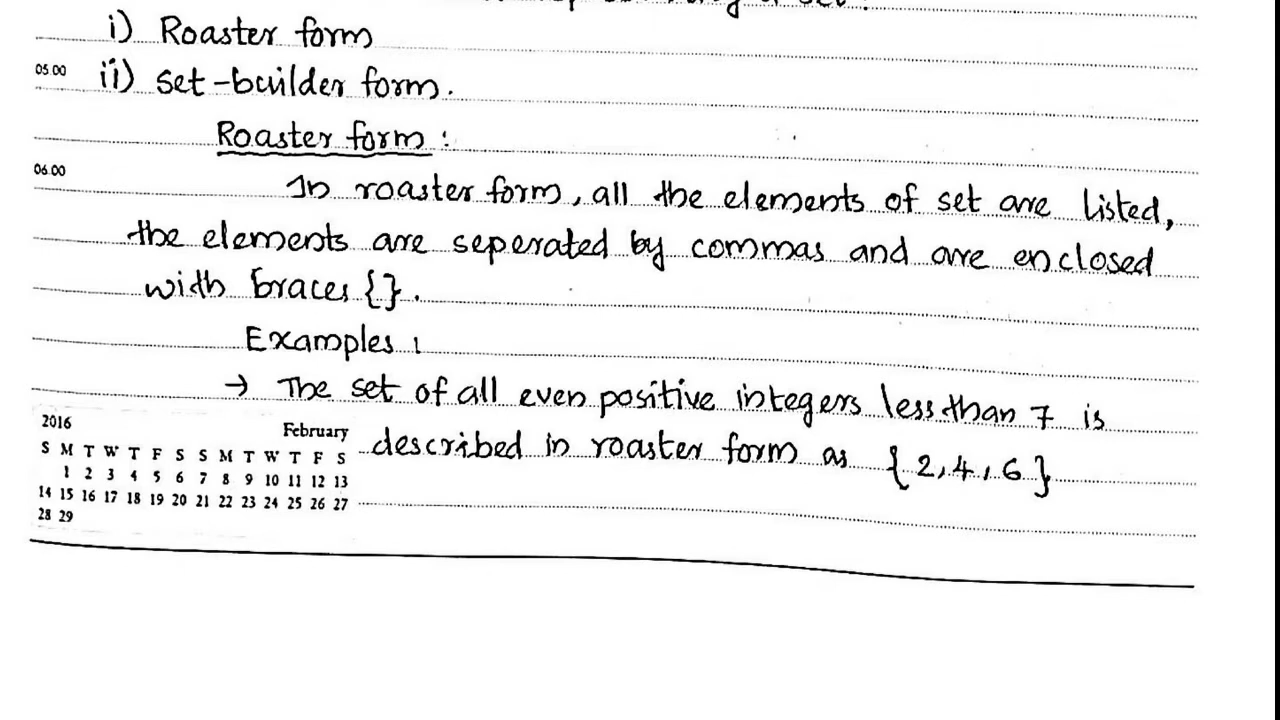 a set :
i) Roaster form
05.00 ii) set-builder form.
Roaster form :
06.00
In roaster form, all the elements of set are listed,
the elements are seperated by commas and are enclosed
with braces {}.
Examples :
→ The set of all even positive integers less than 7 is
described in roaster form as {2, 4, 6}
2016 February
S M T W T F S S M T W T F S
1 2 3 4 5 6 7 8 9 10 11 12 13
14 15 16 17 18 19 20 21 22 23 24 25 26 27
28 29